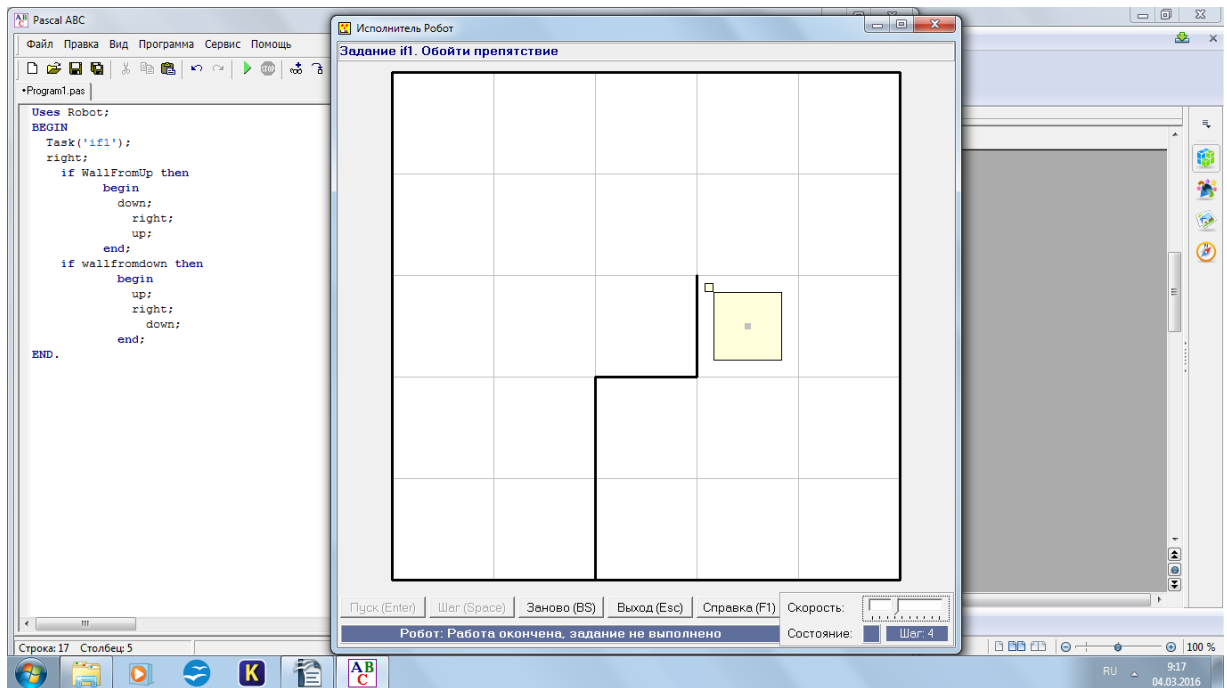 Pascal ABC
Файл Правка Вид Программа Сервис Помощь
•Program1.pas
Uses Robot;
BEGIN
Task('if1');
right;
if WallFromUp then
begin
down;
right;
up;
end;
if wallfromdown then
begin
up;
right;
down;
end;
END.
Строка: 17 Столбец: 5
Исполнитель Робот
Задание if1. Обойти препятствие
Пуск (Enter) Шаг (Space) Заново (BS) Выход (Esc) Справка (F1) Скорость:
Робот: Работа окончена, задание не выполнено Состояние: Шаг: 4
100 %
K
AB
C
RU
9:17
04.03.2016